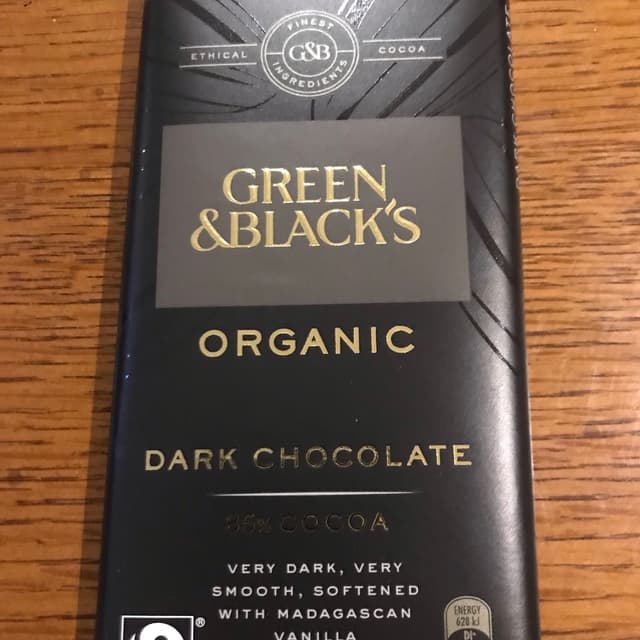 FINEST
ETHICAL G&B COCOA
INGREDIENTS
GREEN
&BLACK'S
ORGANIC
DARK CHOCOLATE
85% COCOA
VERY DARK, VERY
SMOOTH, SOFTENED
WITH MADAGASCAN
VANILLA
®
ENERGY
628 kJ